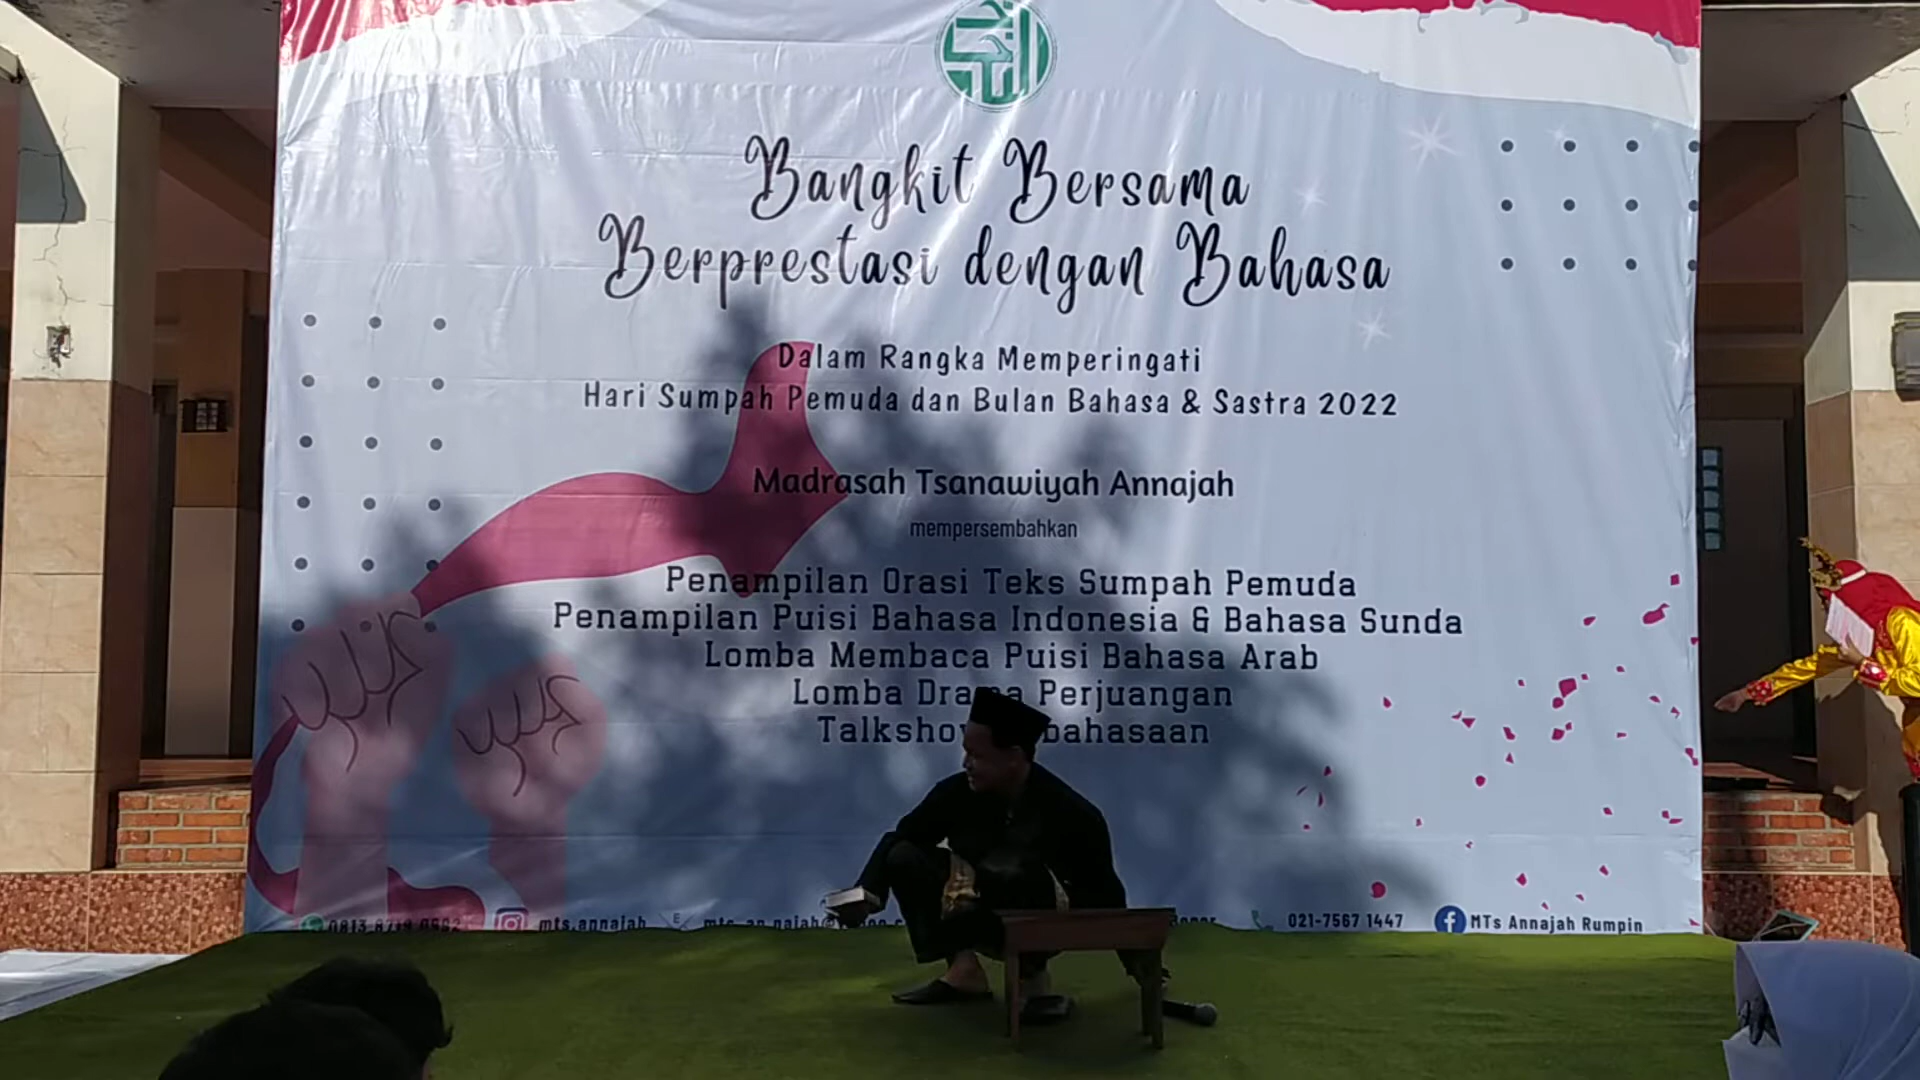 Bangkit Bersama
Berprestasi dengan Bahasa
Dalam Rangka Memperingati
Hari Sumpah Pemuda dan Bulan Bahasa & Sastra 2022
Madrasah Tsanawiyah Annajah
mempersembahkan
Penampilan Orasi Teks Sumpah Pemuda
Penampilan Puisi Bahasa Indonesia & Bahasa Sunda
Lomba Membaca Puisi Bahasa Arab
Lomba Drama Perjuangan
Talksho bahasaan
mts.annajah 021-7567 1447 MTs Annajah Rumpin